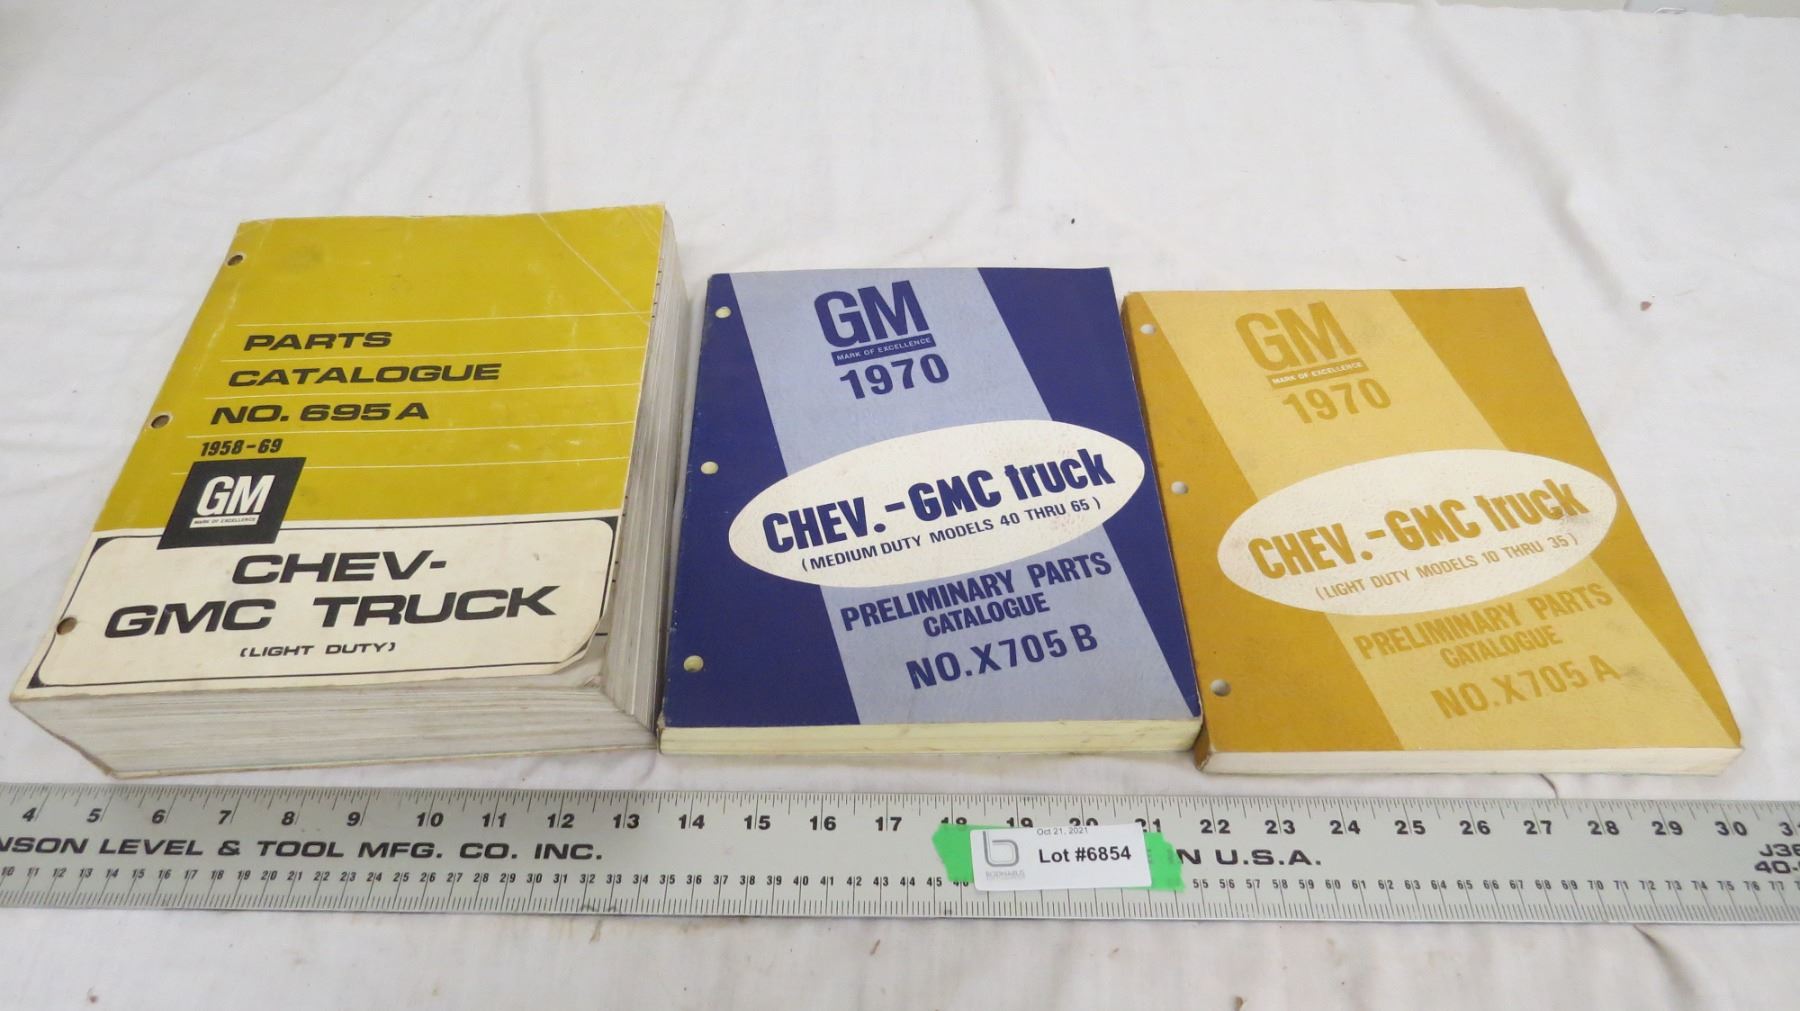 PARTS
CATALOGUE
NO. 695A
1958-69
GM
MARK OF EXCELLENCE
CHEV-
GMC TRUCK
(LIGHT DUTY)
GM
MARK OF EXCELLENCE
1970
CHEV.-GMC truck
(MEDIUM DUTY MODELS 40 THRU 65)
PRELIMINARY PARTS
CATALOGUE
NO. X705 B
GM
MARK OF EXCELLENCE
1970
CHEV.-GMC truck
(LIGHT DUTY MODELS 10 THRU 35)
PRELIMINARY PARTS
CATALOGUE
NO. X705 A
4 5 6 7 8 9 10 11 12 13 14 15 16 17 18 19 20 21 22 23 24 25 26 27 28 29 30
NSON LEVEL & TOOL MFG. CO. INC. IN U.S.A.
J36
40-
Oct 21, 2021
Lot #6854